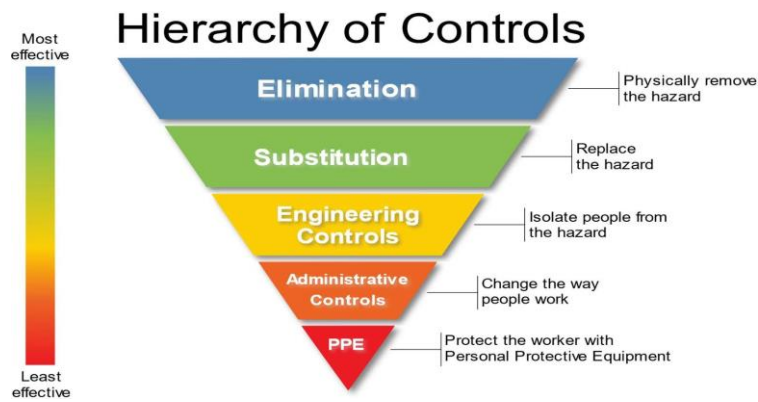 Hierarchy of Controls
Most
effective
Elimination
Physically remove
the hazard
Substitution
Replace
the hazard
Engineering
Controls
Isolate people from
the hazard
Administrative
Controls
Change the way
people work
PPE
Protect the worker with
Personal Protective Equipment
Least
effective